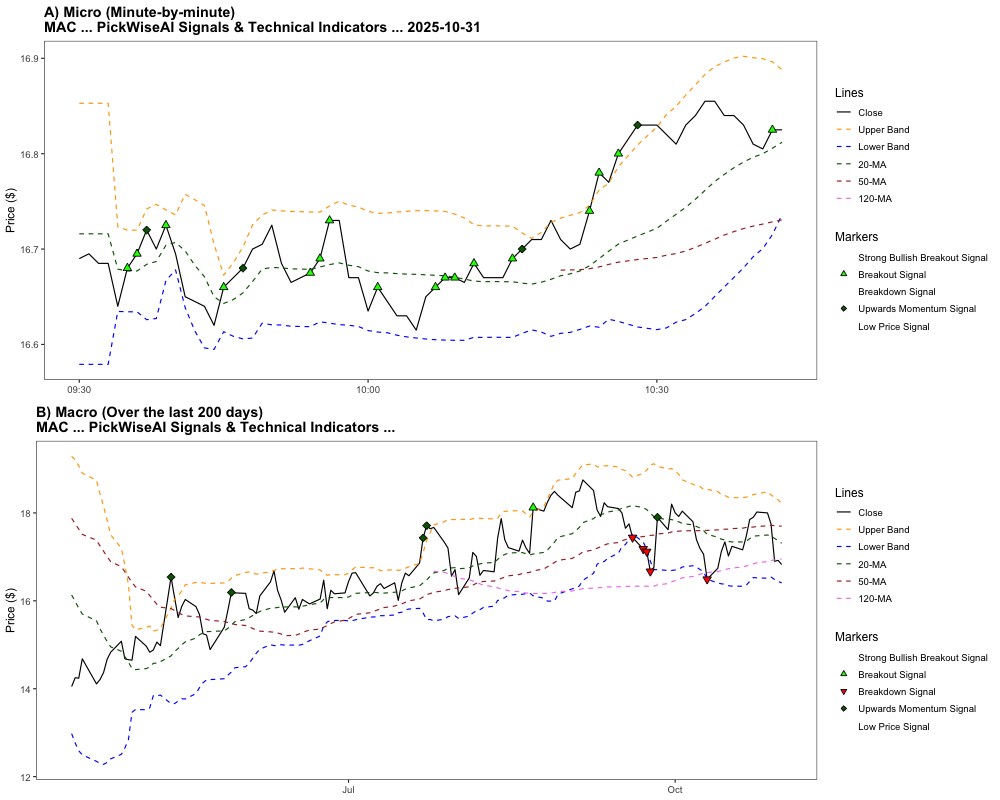 A) Micro (Minute-by-minute)
MAC ... PickWiseAI Signals & Technical Indicators ... 2025-10-31
Price ($)
16.9
16.8
16.7
16.6
09:30
10:00
10:30
Lines
Close
Upper Band
Lower Band
20-MA
50-MA
120-MA
Markers
Strong Bullish Breakout Signal
Breakout Signal
Breakdown Signal
Upwards Momentum Signal
Low Price Signal
B) Macro (Over the last 200 days)
MAC ... PickWiseAI Signals & Technical Indicators ...
Price ($)
18
16
14
12
Jul
Oct
Lines
Close
Upper Band
Lower Band
20-MA
50-MA
120-MA
Markers
Strong Bullish Breakout Signal
Breakout Signal
Breakdown Signal
Upwards Momentum Signal
Low Price Signal